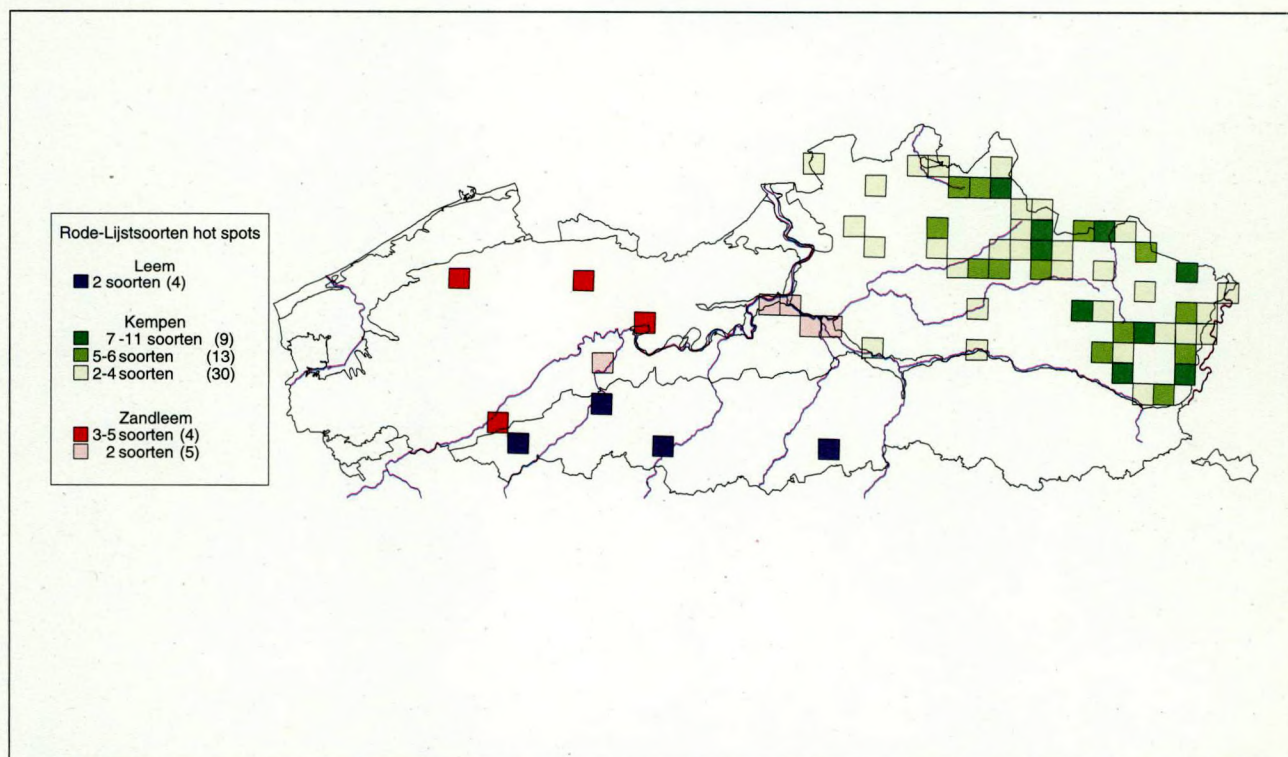 Rode-Lijstsoorten hot spots
Leem
2 soorten (4)
Kempen
7-11 soorten (9)
5-6 soorten (13)
2-4 soorten (30)
Zandleem
3-5 soorten (4)
2 soorten (5)